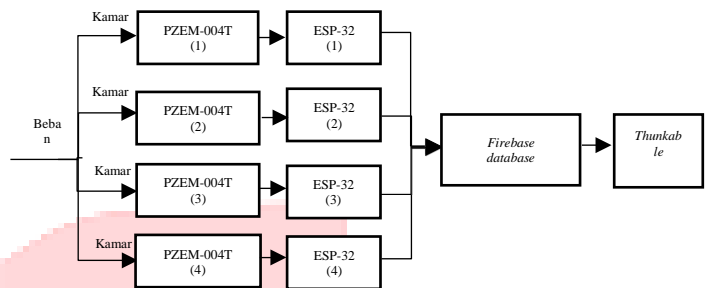 Kamar
PZEM-004T
(1)
ESP-32
(1)
Kamar
PZEM-004T
(2)
ESP-32
(2)
Beba
n
Firebase
database
Thunkab
le
Kamar
PZEM-004T
(3)
ESP-32
(3)
Kamar
PZEM-004T
(4)
ESP-32
(4)